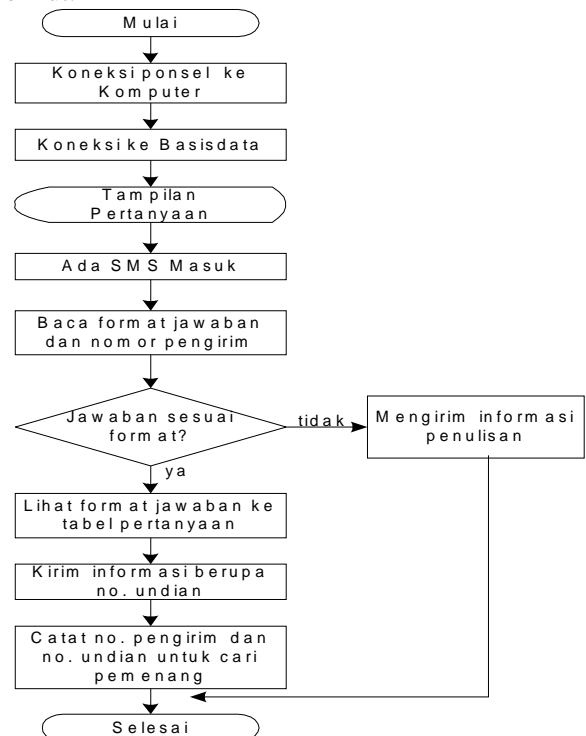 Mulai
Koneksi ponsel ke
Komputer
Koneksi ke Basisdata
Tampilan
Pertanyaan
Ada SMS Masuk
Baca format jawaban
dan nomor pengirim
Jawaban sesuai
format?
tidak
Mengirim informasi
penulisan
ya
Lihat format jawaban ke
tabel pertanyaan
Kirim informasi berupa
no. undian
Catat no. pengirim dan
no. undian untuk cari
pemenang
Selesai